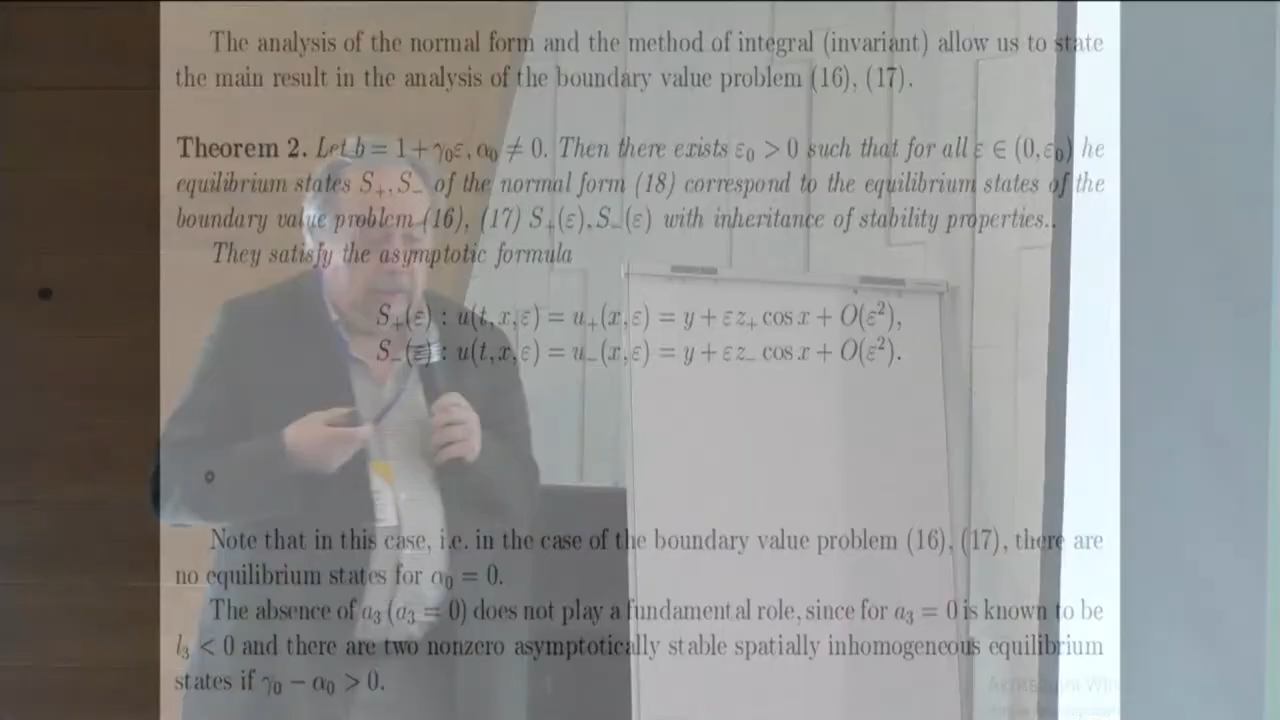 The analysis of the normal form and the method of integral (invariant) allow us to state
the main result in the analysis of the boundary value problem (16), (17).
Theorem 2. Let b = 1 + γ₀ε, α₀ ≠ 0. Then there exists ε₀ > 0 such that for all ε ∈ (0, ε₀) he
equilibrium states S₊, S₋ of the normal form (18) correspond to the equilibrium states of the
boundary value problem (16), (17) S₊(ε), S₋(ε) with inheritance of stability properties..
They satisfy the asymptotic formula
S₊(ε) : u(t, x, ε) = u₊(x, ε) = y + εz₊ cos x + O(ε²),
S₋(ε) : u(t, x, ε) = u₋(x, ε) = y + εz₋ cos x + O(ε²).
Note that in this case, i.e. in the case of the boundary value problem (16), (17), there are
no equilibrium states for α₀ = 0.
The absence of a₃ (a₃ = 0) does not play a fundamental role, since for a₃ = 0 is known to be
l₃ < 0 and there are two nonzero asymptotically stable spatially inhomogeneous equilibrium
states if γ₀ − α₀ > 0.